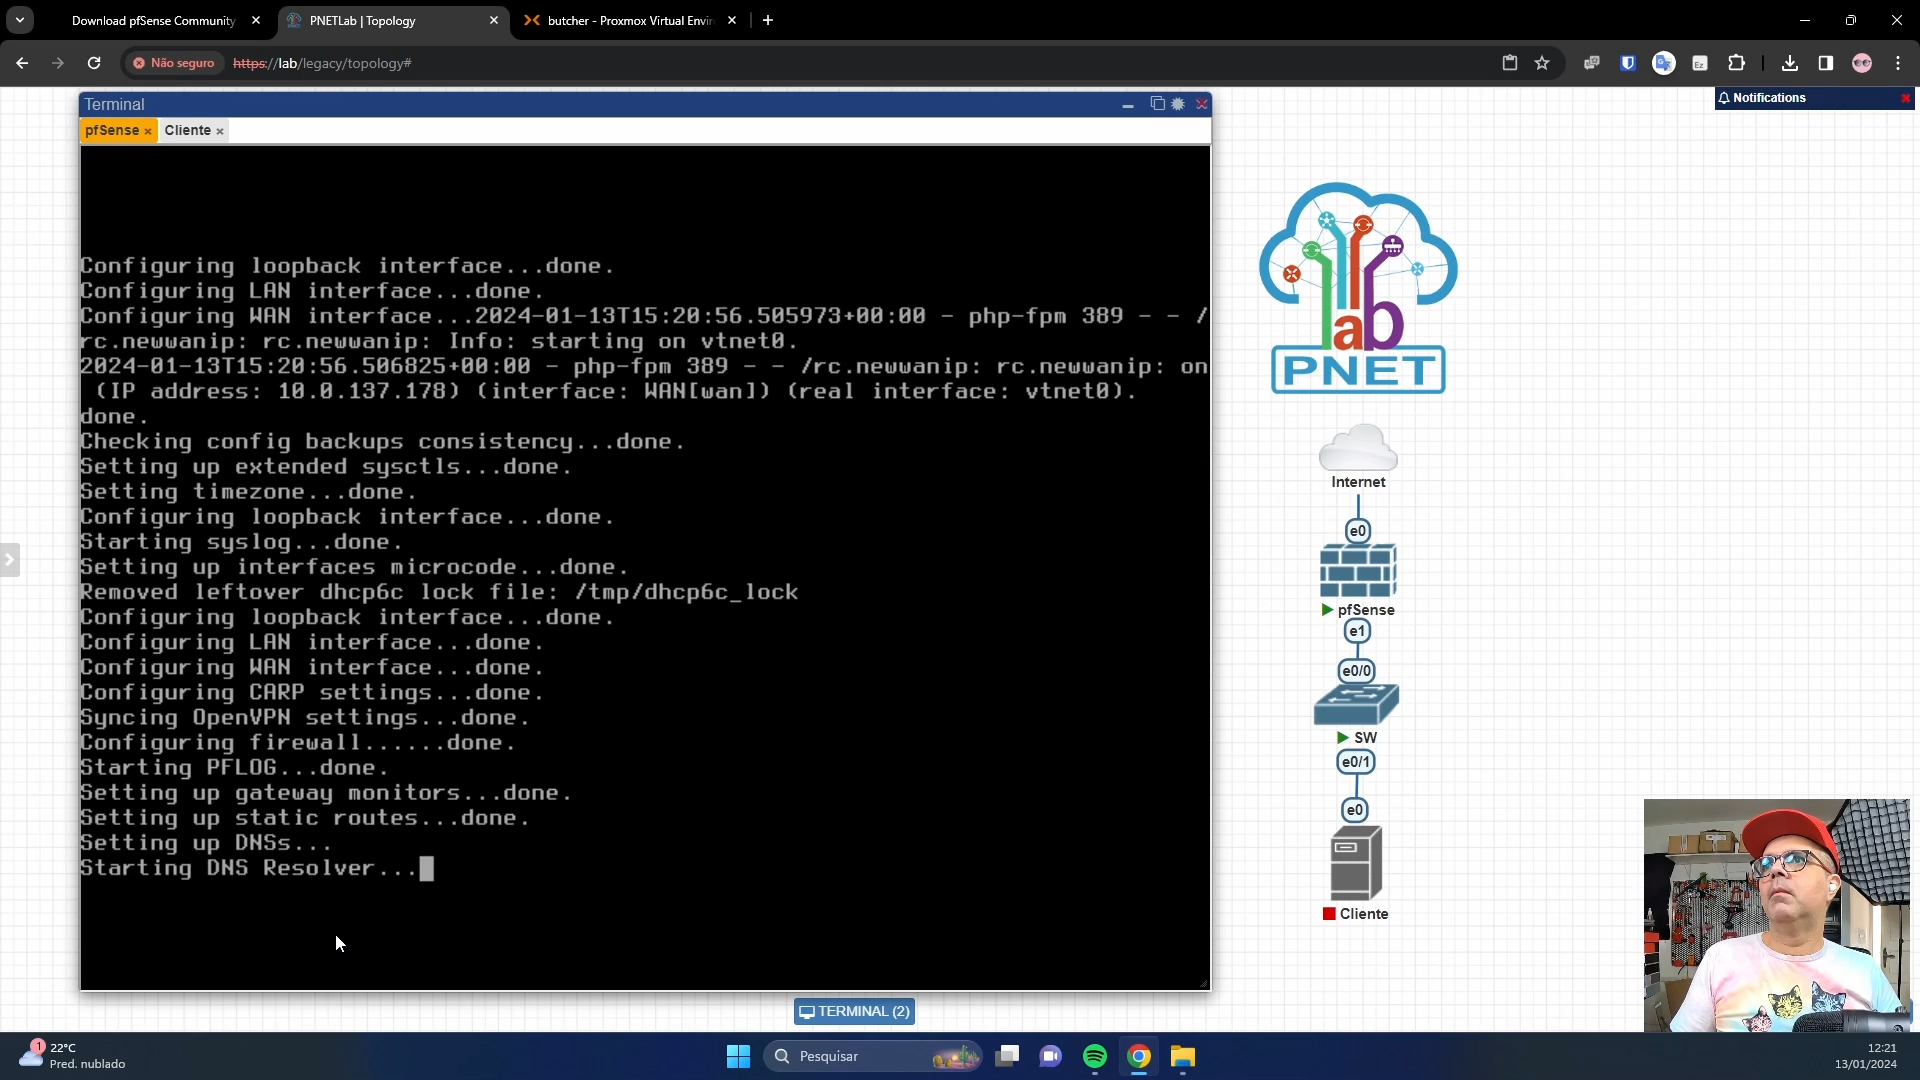 Download pfSense Community
PNETLab | Topology
butcher - Proxmox Virtual Envir
Não seguro
https://lab/legacy/topology#
Terminal
Notifications
pfSense
Cliente
Configuring loopback interface...done.
Configuring LAN interface...done.
Configuring WAN interface...2024-01-13T15:20:56.505973+00:00 - php-fpm 389 - - /
rc.newwanip: rc.newwanip: Info: starting on vtnet0.
2024-01-13T15:20:56.506825+00:00 - php-fpm 389 - - /rc.newwanip: rc.newwanip: on
(IP address: 10.0.137.178) (interface: WAN[wan]) (real interface: vtnet0).
done.
Checking config backups consistency...done.
Setting up extended sysctls...done.
Setting timezone...done.
Configuring loopback interface...done.
Starting syslog...done.
Setting up interfaces microcode...done.
Removed leftover dhcp6c lock file: /tmp/dhcp6c_lock
Configuring loopback interface...done.
Configuring LAN interface...done.
Configuring WAN interface...done.
Configuring CARP settings...done.
Syncing OpenVPN settings...done.
Configuring firewall......done.
Starting PFLOG...done.
Setting up gateway monitors...done.
Setting up static routes...done.
Setting up DNSs...
Starting DNS Resolver...
lab
PNET
Internet
e0
pfSense
e1
e0/0
SW
e0/1
e0
Cliente
TERMINAL (2)
1
22°C
Pred. nublado
Pesquisar
12:21
13/01/2024